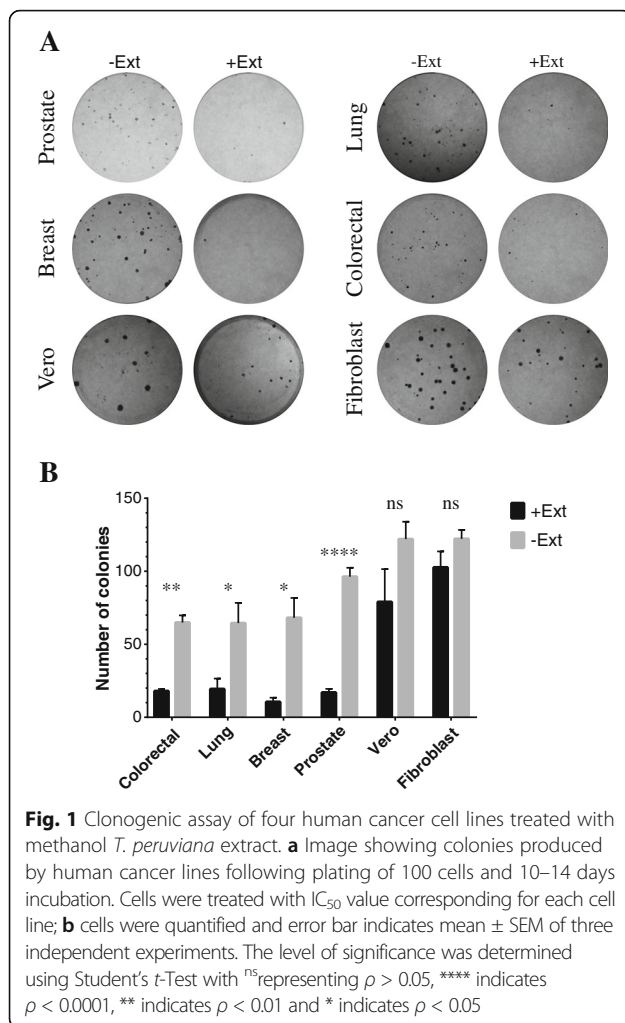 A
-Ext +Ext -Ext +Ext
Prostate Lung
Breast Colorectal
Vero Fibroblast
B
Number of colonies
150
100
50
0
** * * **** ns ns
+Ext
-Ext
Colorectal Lung Breast Prostate Vero Fibroblast
Fig. 1 Clonogenic assay of four human cancer cell lines treated with
methanol T. peruviana extract. a Image showing colonies produced
by human cancer lines following plating of 100 cells and 10–14 days
incubation. Cells were treated with IC50 value corresponding for each cell
line; b cells were quantified and error bar indicates mean ± SEM of three
independent experiments. The level of significance was determined
using Student’s t-Test with ns representing ρ > 0.05, **** indicates
ρ < 0.0001, ** indicates ρ < 0.01 and * indicates ρ < 0.05